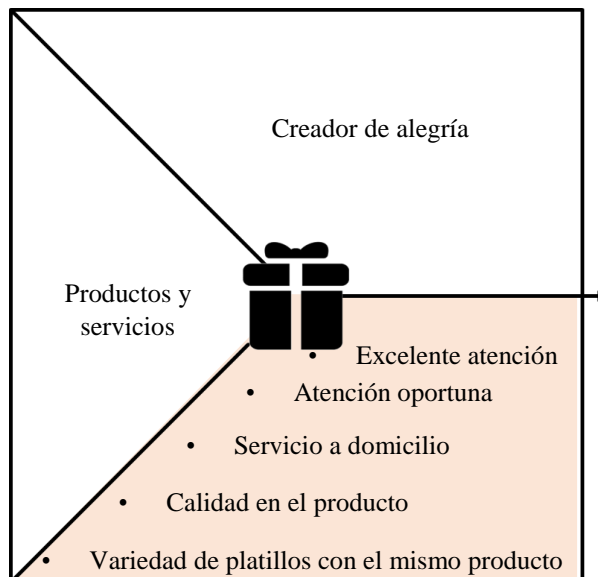 Creador de alegría
Productos y
servicios
• Excelente atención
• Atención oportuna
• Servicio a domicilio
• Calidad en el producto
• Variedad de platillos con el mismo producto